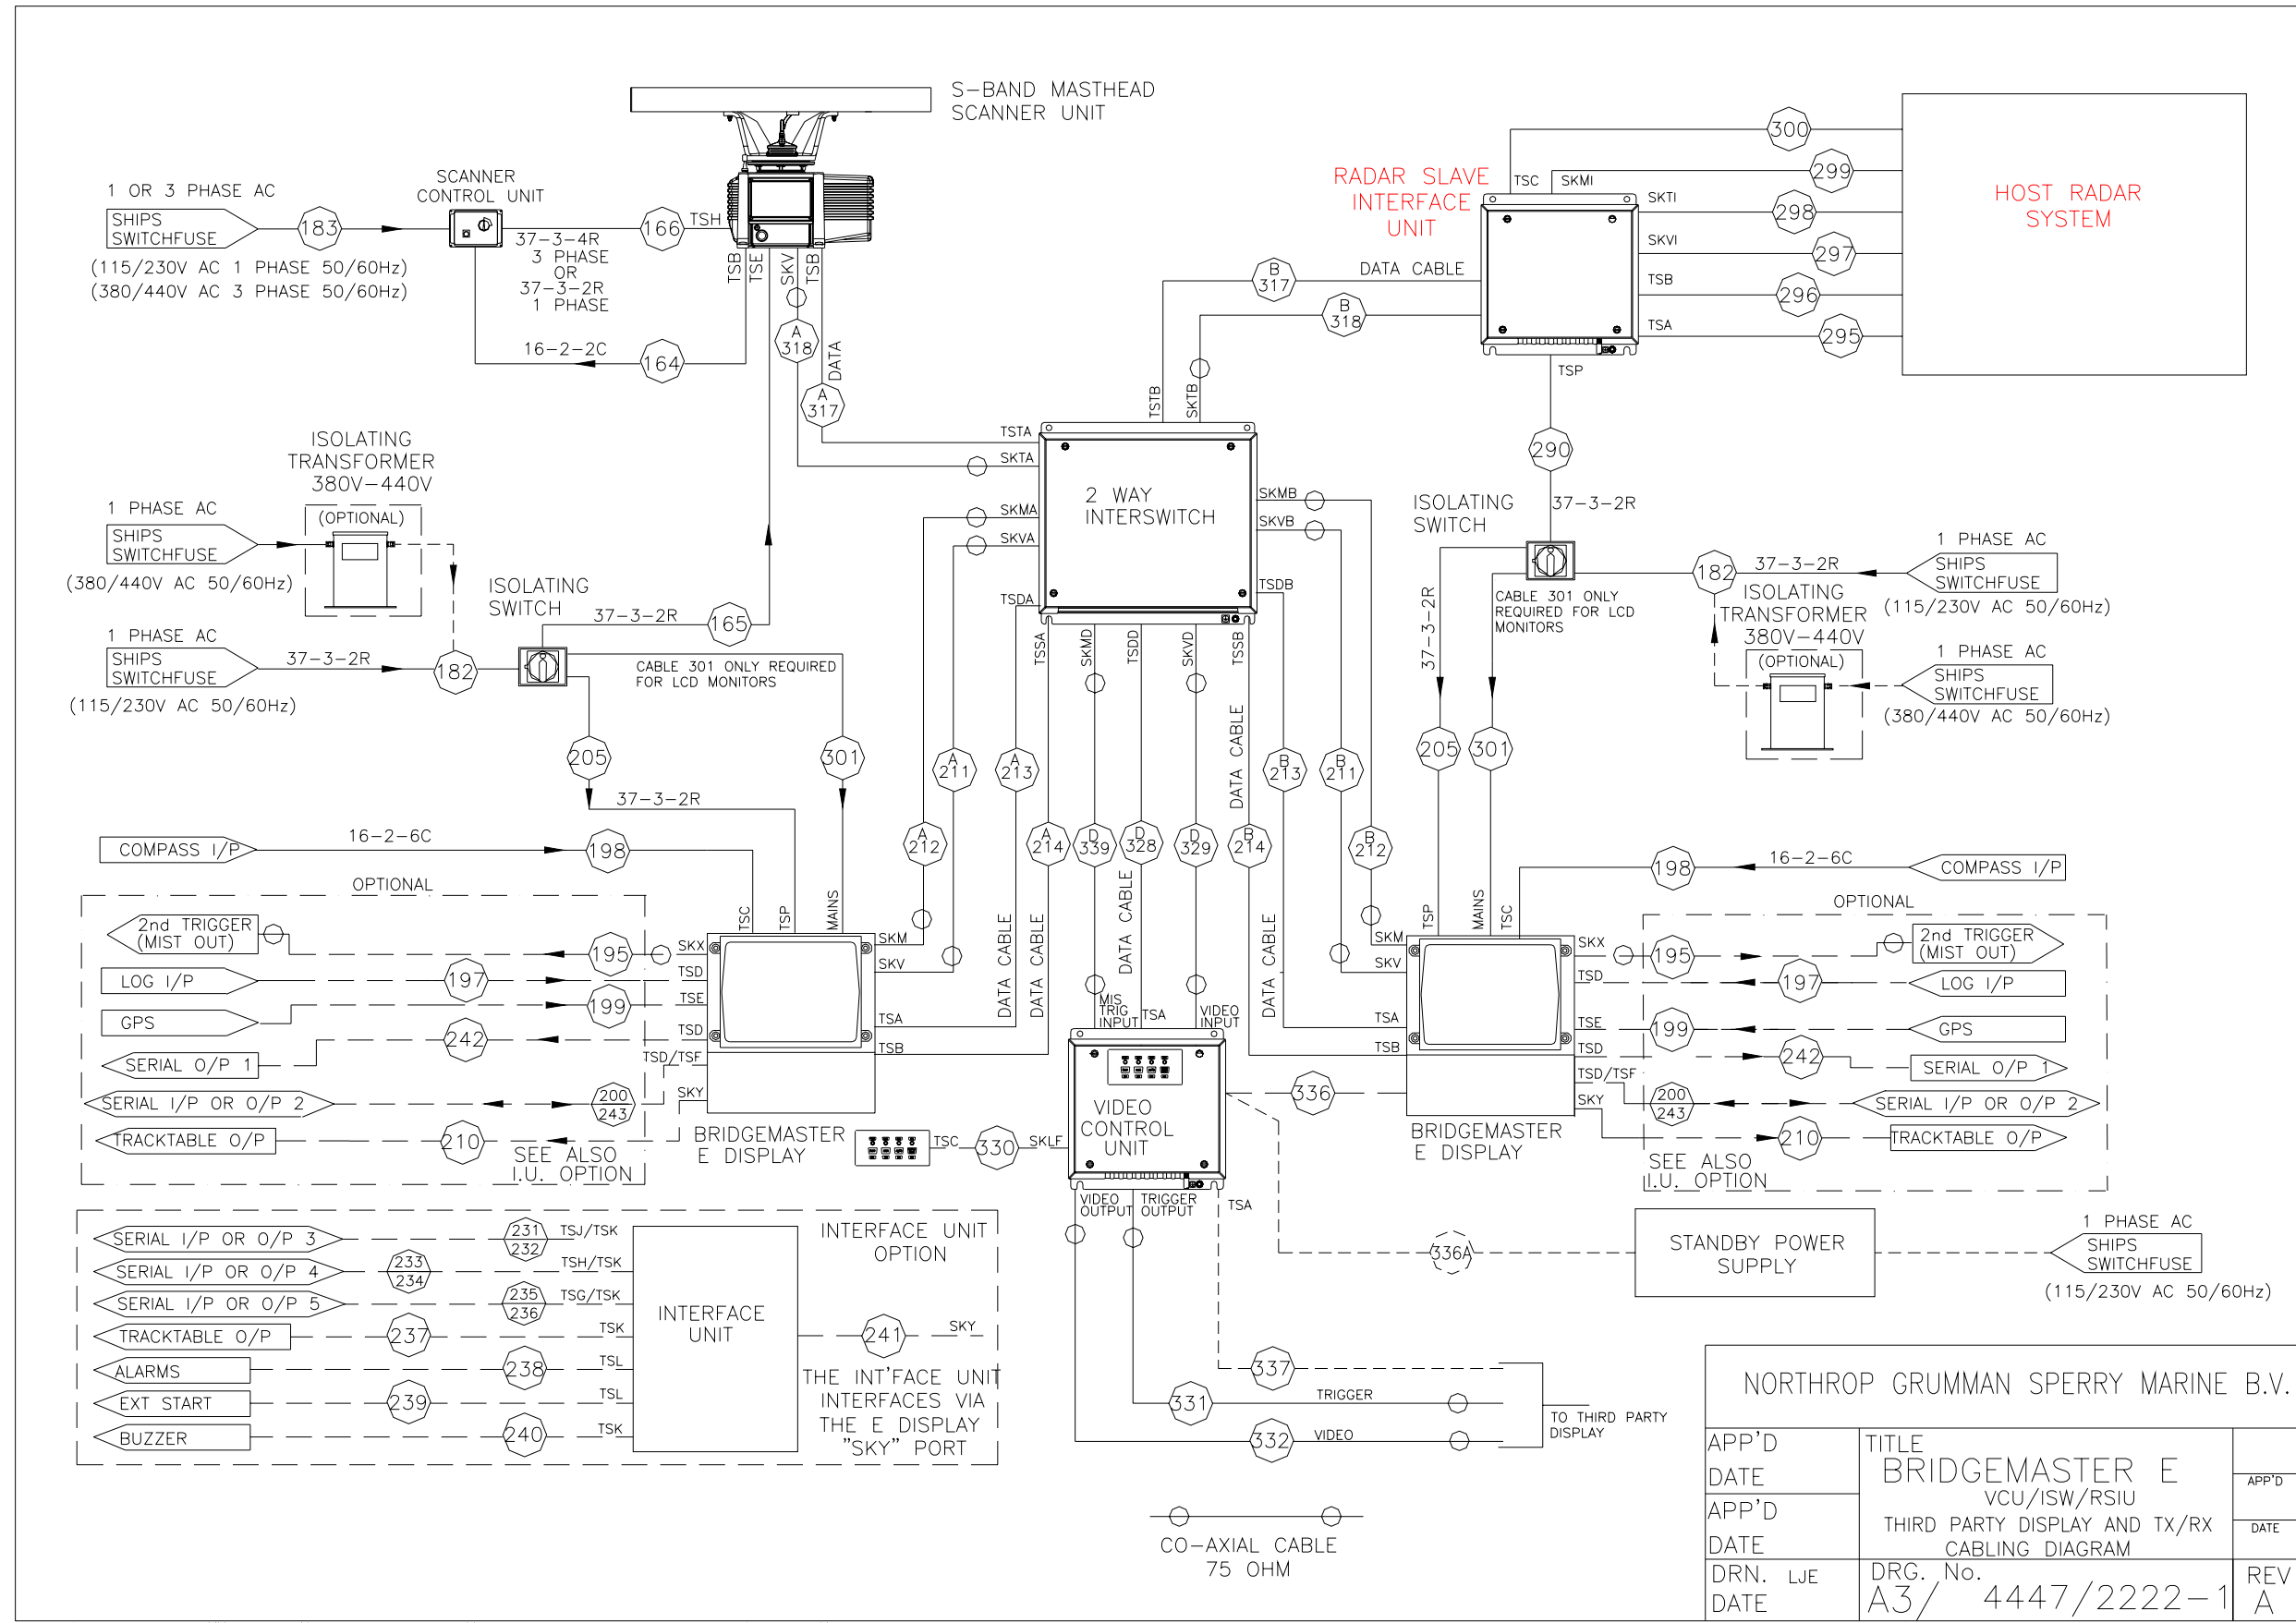 S-BAND MASTHEAD
SCANNER UNIT
1 OR 3 PHASE AC
SHIPS
SWITCHFUSE
(115/230V AC 1 PHASE 50/60Hz)
(380/440V AC 3 PHASE 50/60Hz)
183
SCANNER
CONTROL UNIT
37-3-4R
3 PHASE
OR
37-3-2R
1 PHASE
166
TSH
TSB
TSE
SKV
TSB
16-2-2C
164
A
318
DATA
A
317
RADAR SLAVE
INTERFACE
UNIT
TSC
SKMI
SKTI
SKVI
TSB
TSA
TSP
300
299
298
297
296
295
HOST RADAR
SYSTEM
B
317
DATA CABLE
B
318
TSTB
SKTB
TSTA
SKTA
SKMA
SKVA
TSDA
2 WAY
INTERSWITCH
SKMB
SKVB
TSDB
TSSA
SKMD
TSDD
SKVD
TSSB
ISOLATING
TRANSFORMER
380V-440V
(OPTIONAL)
1 PHASE AC
SHIPS
SWITCHFUSE
(380/440V AC 50/60Hz)
1 PHASE AC
SHIPS
SWITCHFUSE
(115/230V AC 50/60Hz)
37-3-2R
182
ISOLATING
SWITCH
37-3-2R
165
CABLE 301 ONLY REQUIRED
FOR LCD MONITORS
205
37-3-2R
301
290
37-3-2R
ISOLATING
SWITCH
CABLE 301 ONLY
REQUIRED FOR LCD
MONITORS
182
37-3-2R
1 PHASE AC
SHIPS
SWITCHFUSE
(115/230V AC 50/60Hz)
ISOLATING
TRANSFORMER
380V-440V
(OPTIONAL)
1 PHASE AC
SHIPS
SWITCHFUSE
(380/440V AC 50/60Hz)
37-3-2R
205
301
A
211
A
213
A
212
A
214
D
339
D
328
D
329
B
214
B
213
B
211
B
212
DATA CABLE
DATA CABLE
DATA CABLE
DATA CABLE
DATA CABLE
COMPASS I/P
16-2-6C
198
OPTIONAL
2nd TRIGGER
(MIST OUT)
195
LOG I/P
197
GPS
199
SERIAL O/P 1
242
SERIAL I/P OR O/P 2
200
243
TRACKTABLE O/P
210
SEE ALSO
I.U. OPTION
TSC
TSP
MAINS
SKX
TSD
TSE
TSD
TSD/TSF
SKY
SKM
SKV
TSA
TSB
BRIDGEMASTER
E DISPLAY
TSC
330
SKLF
MIS
TRIG
INPUT
TSA
VIDEO
INPUT
VIDEO
CONTROL
UNIT
VIDEO
OUTPUT
TRIGGER
OUTPUT
TSA
336
TSP
MAINS
TSC
SKM
SKV
TSA
TSB
SKX
TSD
TSE
TSD
TSD/TSF
SKY
BRIDGEMASTER
E DISPLAY
198
16-2-6C
COMPASS I/P
OPTIONAL
195
2nd TRIGGER
(MIST OUT)
197
LOG I/P
199
GPS
242
SERIAL O/P 1
200
243
SERIAL I/P OR O/P 2
210
TRACKTABLE O/P
SEE ALSO
I.U. OPTION
SERIAL I/P OR O/P 3
231
232
TSJ/TSK
SERIAL I/P OR O/P 4
233
234
TSH/TSK
SERIAL I/P OR O/P 5
235
236
TSG/TSK
TRACKTABLE O/P
237
TSK
ALARMS
238
TSL
EXT START
239
TSL
BUZZER
240
TSK
INTERFACE
UNIT
INTERFACE UNIT
OPTION
241
SKY
THE INT'FACE UNIT
INTERFACES VIA
THE E DISPLAY
"SKY" PORT
336A
STANDBY POWER
SUPPLY
1 PHASE AC
SHIPS
SWITCHFUSE
(115/230V AC 50/60Hz)
337
331
TRIGGER
332
VIDEO
TO THIRD PARTY
DISPLAY
CO-AXIAL CABLE
75 OHM
NORTHROP GRUMMAN SPERRY MARINE B.V.
APP'D
DATE
APP'D
DATE
DRN. LJE
DATE
TITLE
BRIDGEMASTER E
VCU/ISW/RSIU
THIRD PARTY DISPLAY AND TX/RX
CABLING DIAGRAM
DRG. No.
A3/ 4447/2222-1
APP'D
DATE
REV
A